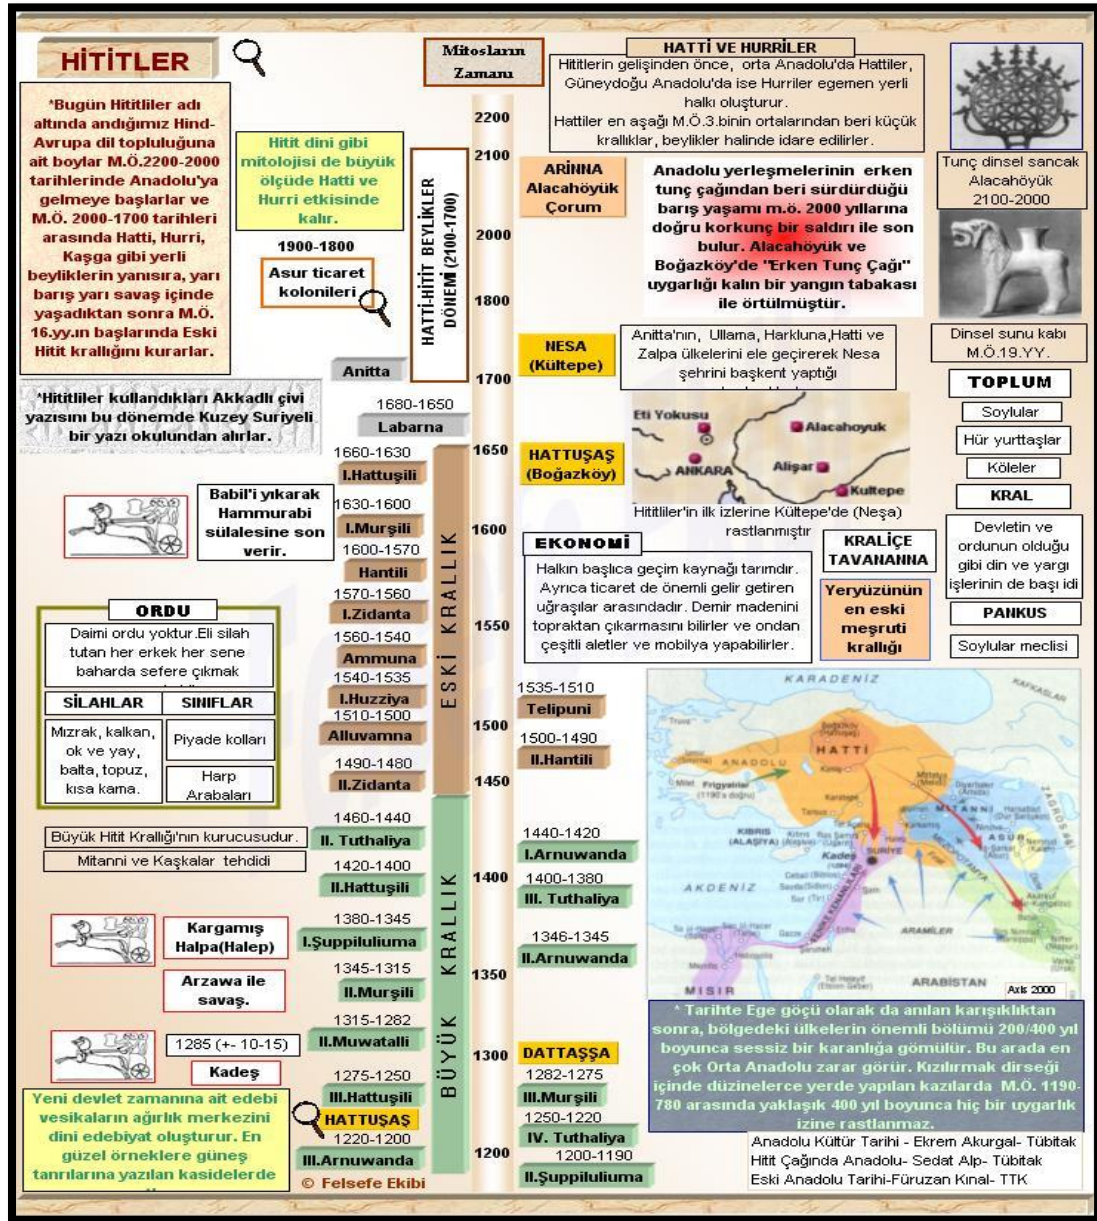 HİTİTLER
*Bugün Hititliler adı
altında andığımız Hind-
Avrupa dil topluluğuna
ait boylar M.Ö.2200-2000
tarihlerinde Anadolu'ya
gelmeye başlarlar ve
M.Ö. 2000-1700 tarihleri
arasında Hatti, Hurri,
Kaşga gibi yerli
beyliklerin yanısıra, yarı
barış yarı savaş içinde
yaşadıktan sonra M.Ö.
16.yy.ın başlarında Eski
Hitit krallığını kurarlar.
Hitit dini gibi
mitolojisi de büyük
ölçüde Hatti ve
Hurri etkisinde
kalır.
1900-1800
Asur ticaret
kolonileri
*Hititliler kullandıkları Akkadlı çivi
yazısını bu dönemde Kuzey Suriyeli
bir yazı okulundan alırlar.
Mitosların
Zamanı
2200
2100
2000
1800
1700
1650
1600
1550
1500
1450
1400
1350
1300
1200
HATTİ-HİTİT BEYLİKLER
DÖNEMİ (2100-1700)
ESKİ KRALLIK
BÜYÜK KRALLIK
HATTİ VE HURRİLER
Hititlerin gelişinden önce, orta Anadolu'da Hattiler,
Güneydoğu Anadolu'da ise Hurriler egemen yerli
halkı oluşturur.
Hattiler en aşağı M.Ö.3.binin ortalarından beri küçük
krallıklar, beylikler halinde idare edilirler.
ARİNNA
Alacahöyük
Çorum
Anadolu yerleşmelerinin erken
tunç çağından beri sürdürdüğü
barış yaşamı m.ö. 2000 yıllarına
doğru korkunç bir saldırı ile son
bulur. Alacahöyük ve
Boğazköy'de "Erken Tunç Çağı"
uygarlığı kalın bir yangın tabakası
ile örtülmüştür.
Tunç dinsel sancak
Alacahöyük
2100-2000
Dinsel sunu kabı
M.Ö.19.YY.
NESA
(Kültepe)
Anitta'nın, Ullama, Harkluna,Hatti ve
Zalpa ülkelerini ele geçirerek Nesa
şehrini başkent yaptığı
HATTUŞAŞ
(Boğazköy)
Eti Yokusu
Alacahoyuk
ANKARA
Alişar
Kultepe
Hititliler'in ilk izlerine Kültepe'de (Neşa)
rastlanmıştır
TOPLUM
Soylular
Hür yurttaşlar
Köleler
KRAL
Devletin ve
ordunun olduğu
gibi din ve yargı
işlerinin de başı idi
PANKUS
Soylular meclisi
KRALİÇE
TAVANANNA
Yeryüzünün
en eski
meşruti
krallığı
EKONOMİ
Halkın başlıca geçim kaynağı tarımdır.
Ayrıca ticaret de önemli gelir getiren
uğraşılar arasındadır. Demir madenini
topraktan çıkarmasını bilirler ve ondan
çeşitli aletler ve mobilya yapabilirler.
Anitta
1680-1650
Labarna
1660-1630
I.Hattuşili
1630-1600
I.Murşili
1600-1570
Hantili
1570-1560
I.Zidanta
1560-1540
Ammuna
1540-1535
I.Huzziya
1510-1500
Alluvamna
1490-1480
II.Zidanta
1460-1440
II. Tuthaliya
1420-1400
II.Hattuşili
1380-1345
I.Şuppiluliuma
1345-1315
II.Murşili
1315-1282
II.Muwatalli
1275-1250
III.Hattuşili
HATTUŞAŞ
1220-1200
III.Arnuwanda
© Felsefe Ekibi
Babil'i yıkarak
Hammurabi
sülalesine son
verir.
ORDU
Daimi ordu yoktur.Eli silah
tutan her erkek her sene
baharda sefere çıkmak
SİLAHLAR
SINIFLAR
Mızrak, kalkan,
ok ve yay,
balta, topuz,
kısa kama.
Piyade kolları
Harp
Arabaları
Büyük Hitit Krallığı'nın kurucusudur.
Mitanni ve Kaşkalar tehdidi
Kargamış
Halpa(Halep)
Arzawa ile
savaş.
1285 (+- 10-15)
Kadeş
Yeni devlet zamanına ait edebi
vesikaların ağırlık merkezini
dini edebiyat oluşturur. En
güzel örneklere güneş
tanrılarına yazılan kasidelerde
1535-1510
Telipuni
1500-1490
II.Hantili
1440-1420
I.Arnuwanda
1400-1380
III. Tuthaliya
1346-1345
II.Arnuwanda
DATTAŞŞA
1282-1275
III.Murşili
1250-1220
IV. Tuthaliya
1200-1190
II.Şuppiluliuma
KARADENİZ
KAFKASLAR
Truva
Boğazköy
(Hattuşaş)
HATTİ
ANADOLU
Frigyalılar
(1190'a doğru)
Milet
Karatepe
Tarsus
MİTANNİ
ASUR
ZAGROS
KIBRIS
(ALAŞİYA)
Kadeş
SURİYE
MEZOPOTAMYA
AKDENİZ
Şam
Gazze
ARAMİLER
Babil
MISIR
ARABİSTAN
Axis 2000
* Tarihte Ege göçü olarak da anılan karışıklıktan
sonra, bölgedeki ülkelerin önemli bölümü 200/400 yıl
boyunca sessiz bir karanlığa gömülür. Bu arada en
çok Orta Anadolu zarar görür. Kızılırmak dirseği
içinde düzinelerce yerde yapılan kazılarda M.Ö. 1190-
780 arasında yaklaşık 400 yıl boyunca hiç bir uygarlık
izine rastlanmaz.
Anadolu Kültür Tarihi - Ekrem Akurgal- Tübitak
Hitit Çağında Anadolu- Sedat Alp- Tübitak
Eski Anadolu Tarihi-Füruzan Kınal- TTK